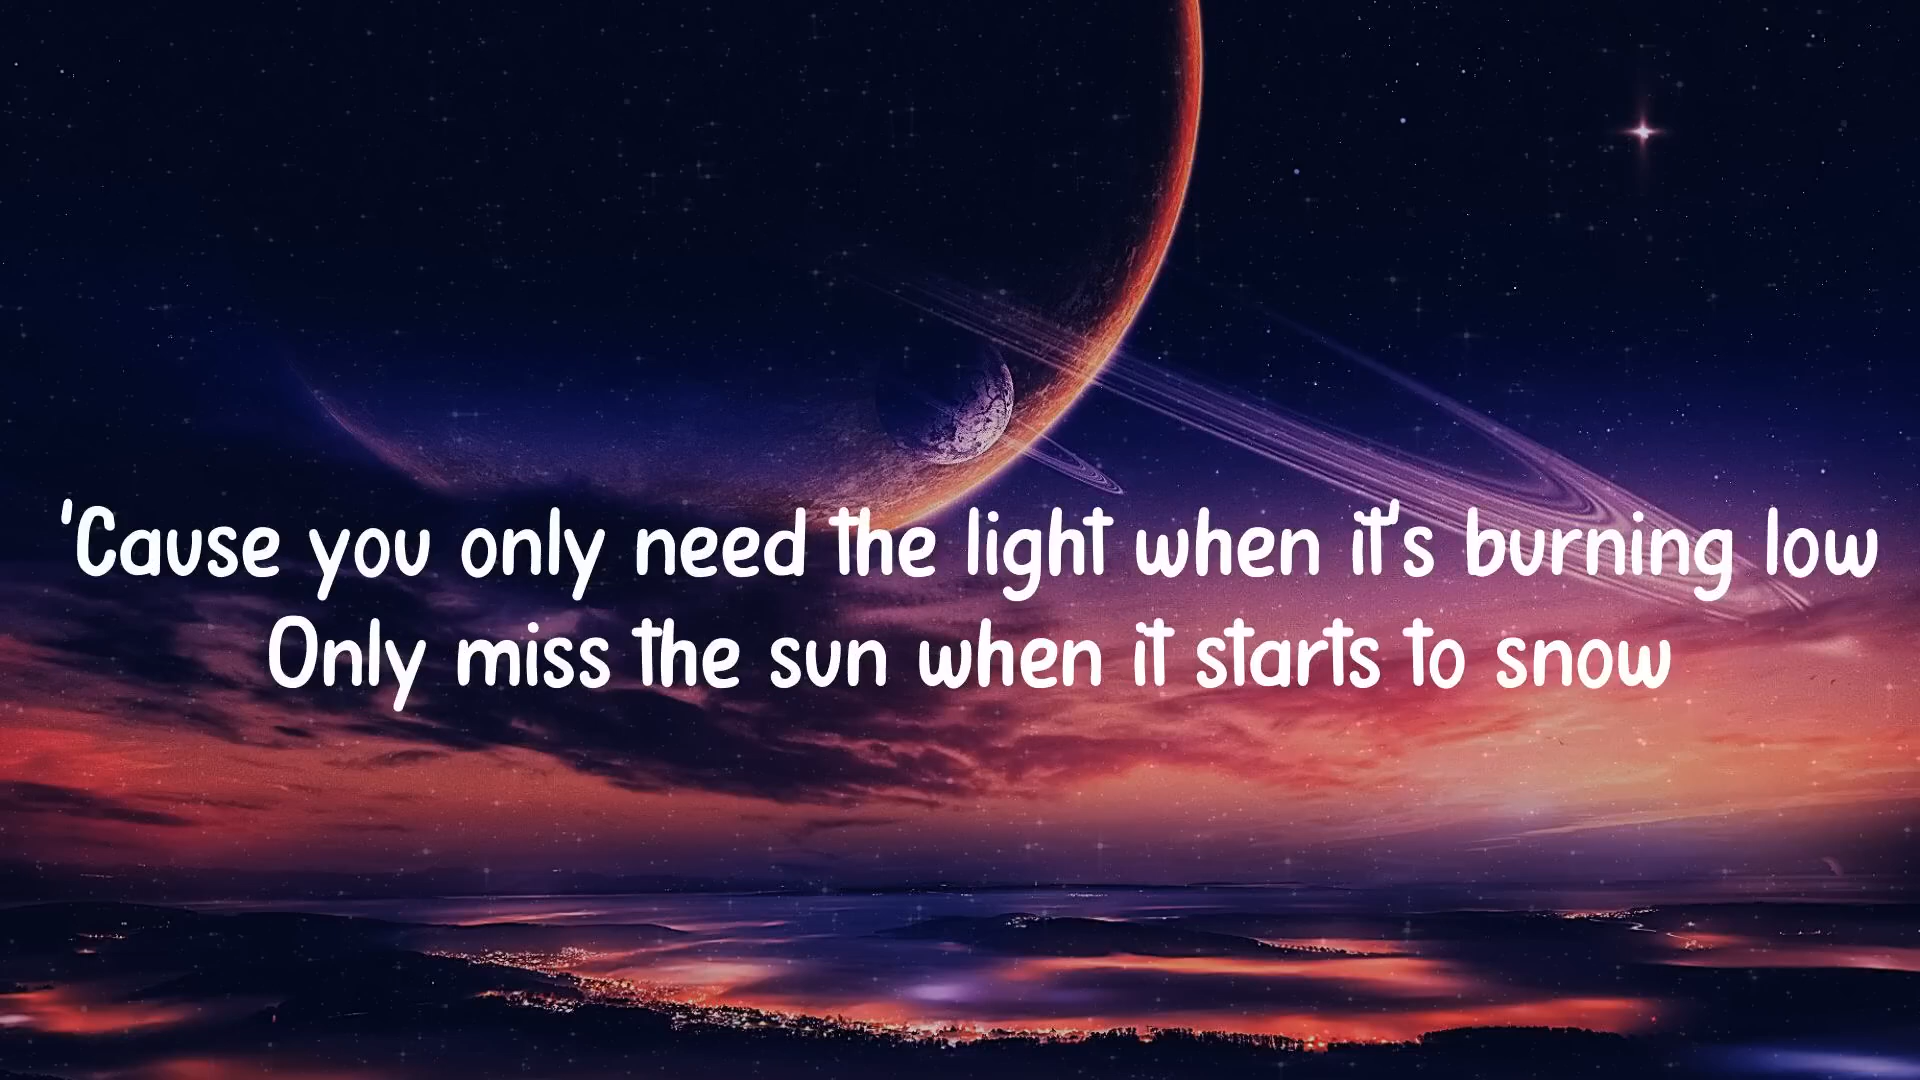 'Cause you only need the light when it's burning low
Only miss the sun when it starts to snow